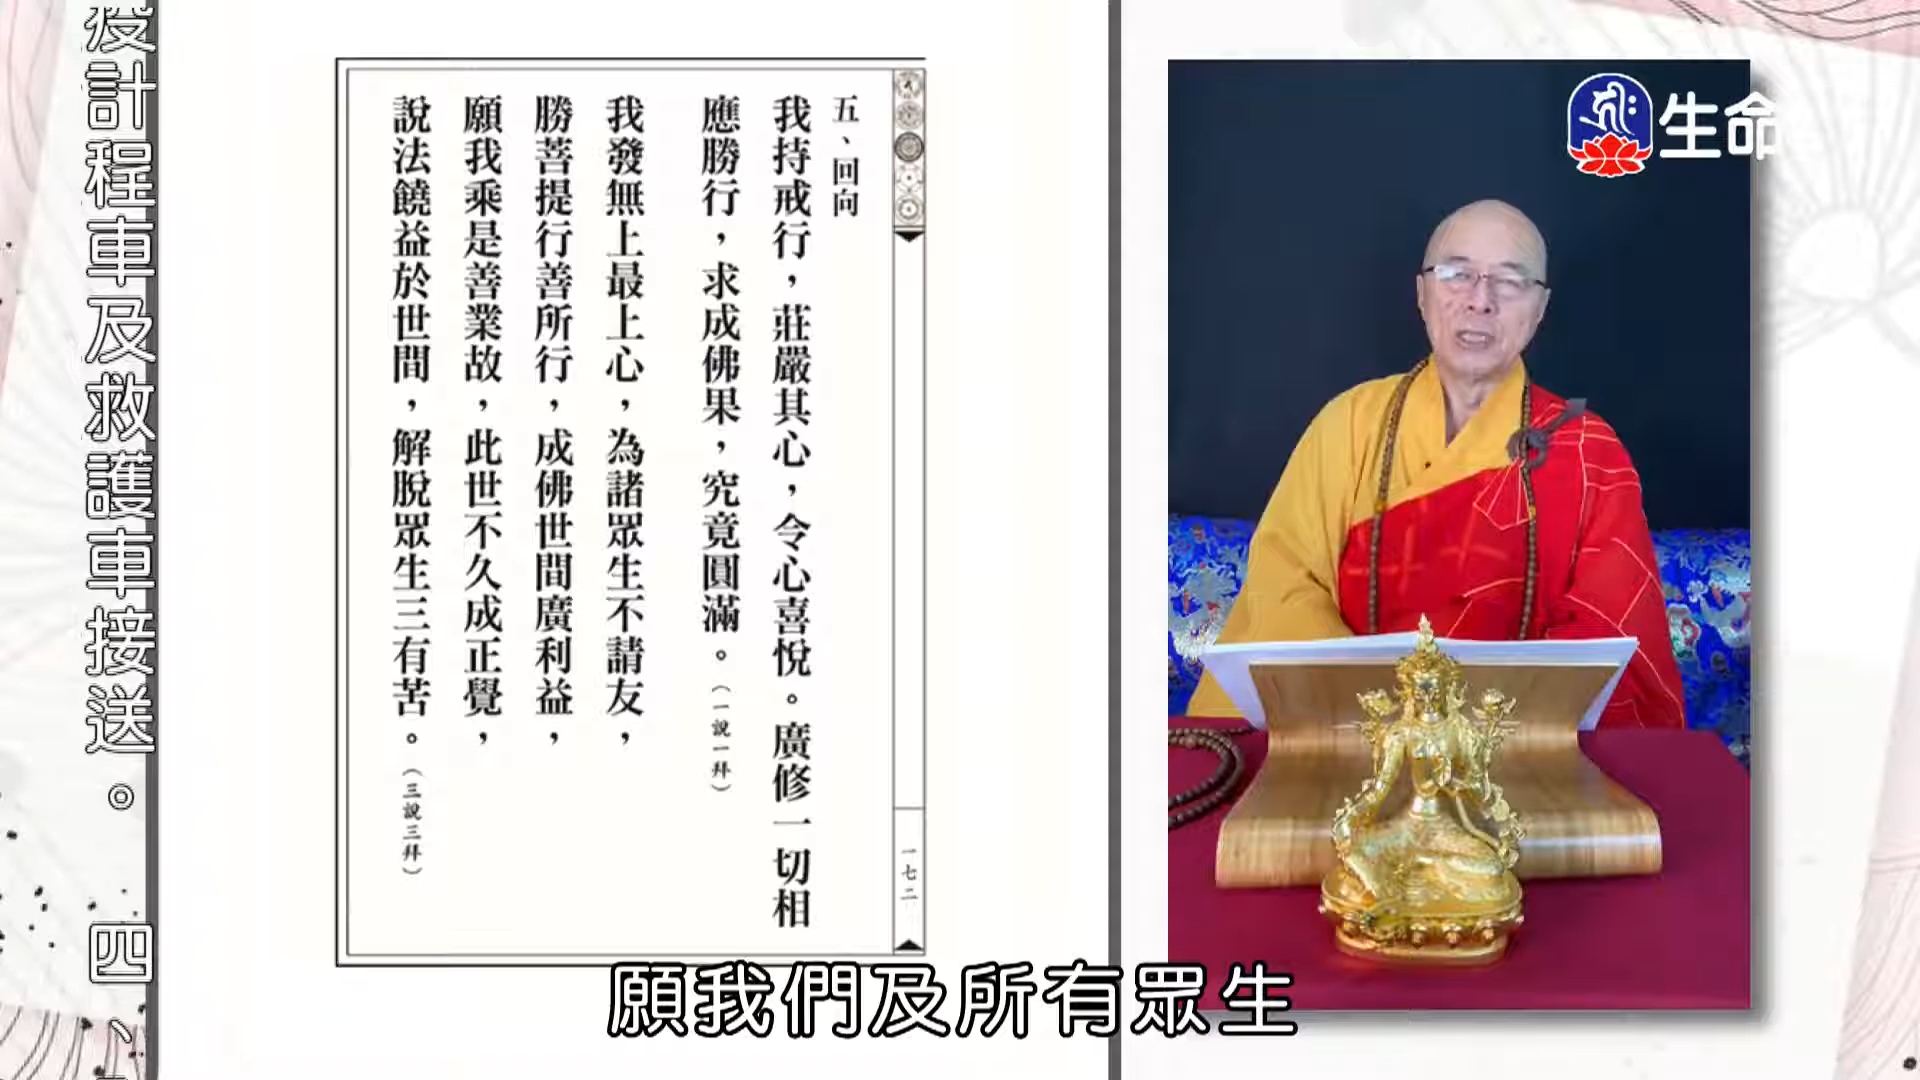 疫計程車及救護車接送。 四、
五、回向
我持戒行，莊嚴其心，令心喜悅。廣修一切相
應勝行，求成佛果，究竟圓滿。（一說一拜）
我發無上最上心，為諸眾生不請友，
勝菩提行善所行，成佛世間廣利益，
願我乘是善業故，此世不久成正覺，
說法饒益於世間，解脫眾生三有苦。（三說三拜）
一七二
生命
願我們及所有眾生